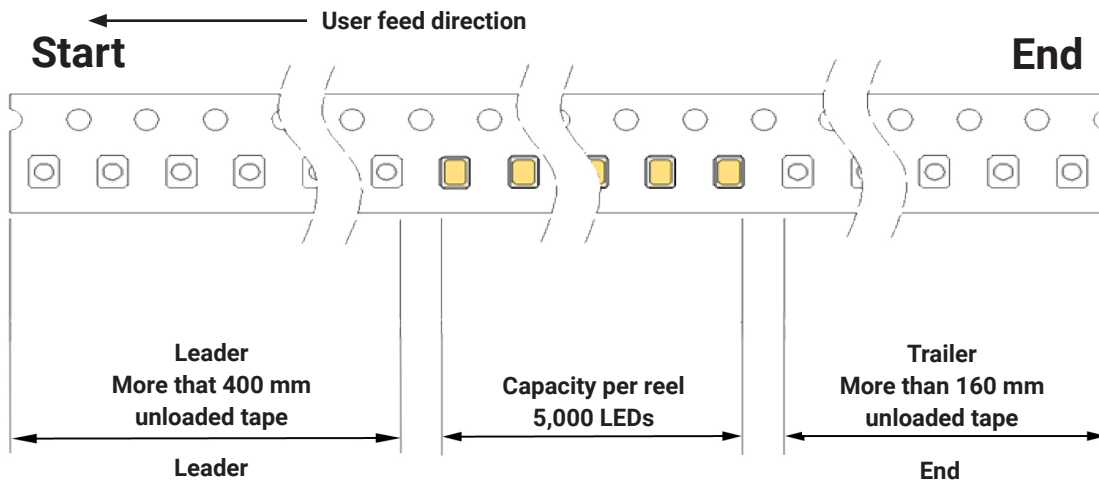 User feed direction
Start
End
Leader
More that 400 mm
unloaded tape
Capacity per reel
5,000 LEDs
Trailer
More than 160 mm
unloaded tape
Leader
End